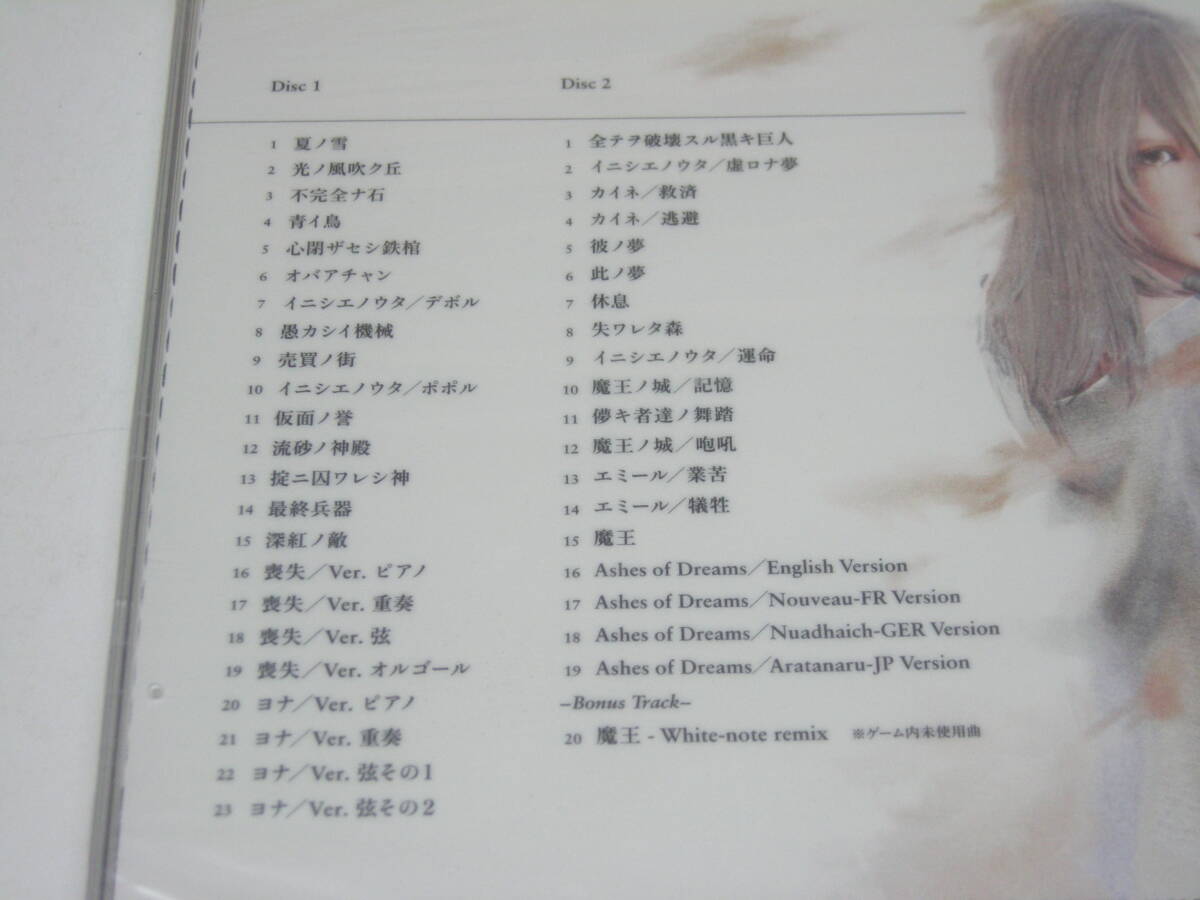 Disc 1
1 夏ノ雪
2 光ノ風吹ク丘
3 不完全ナ石
4 青イ鳥
5 心閉ザセシ鉄棺
6 オバアチャン
7 イニシエノウタ／デボル
8 愚カシイ機械
9 売買ノ街
10 イニシエノウタ／ポポル
11 仮面ノ誉
12 流砂ノ神殿
13 掟ニ囚ワレシ神
14 最終兵器
15 深紅ノ敵
16 喪失／Ver. ピアノ
17 喪失／Ver. 重奏
18 喪失／Ver. 弦
19 喪失／Ver. オルゴール
20 ヨナ／Ver. ピアノ
21 ヨナ／Ver. 重奏
22 ヨナ／Ver. 弦その1
23 ヨナ／Ver. 弦その2
Disc 2
1 全テヲ破壊スル黒キ巨人
2 イニシエノウタ／虚ロナ夢
3 カイネ／救済
4 カイネ／逃避
5 彼ノ夢
6 此ノ夢
7 休息
8 失ワレタ森
9 イニシエノウタ／運命
10 魔王ノ城／記憶
11 儚キ者達ノ舞踏
12 魔王ノ城／咆吼
13 エミール／業苦
14 エミール／犠牲
15 魔王
16 Ashes of Dreams／English Version
17 Ashes of Dreams／Nouveau-FR Version
18 Ashes of Dreams／Nuadhaich-GER Version
19 Ashes of Dreams／Aratanaru-JP Version
–Bonus Track–
20 魔王 - White-note remix ※ゲーム内未使用曲